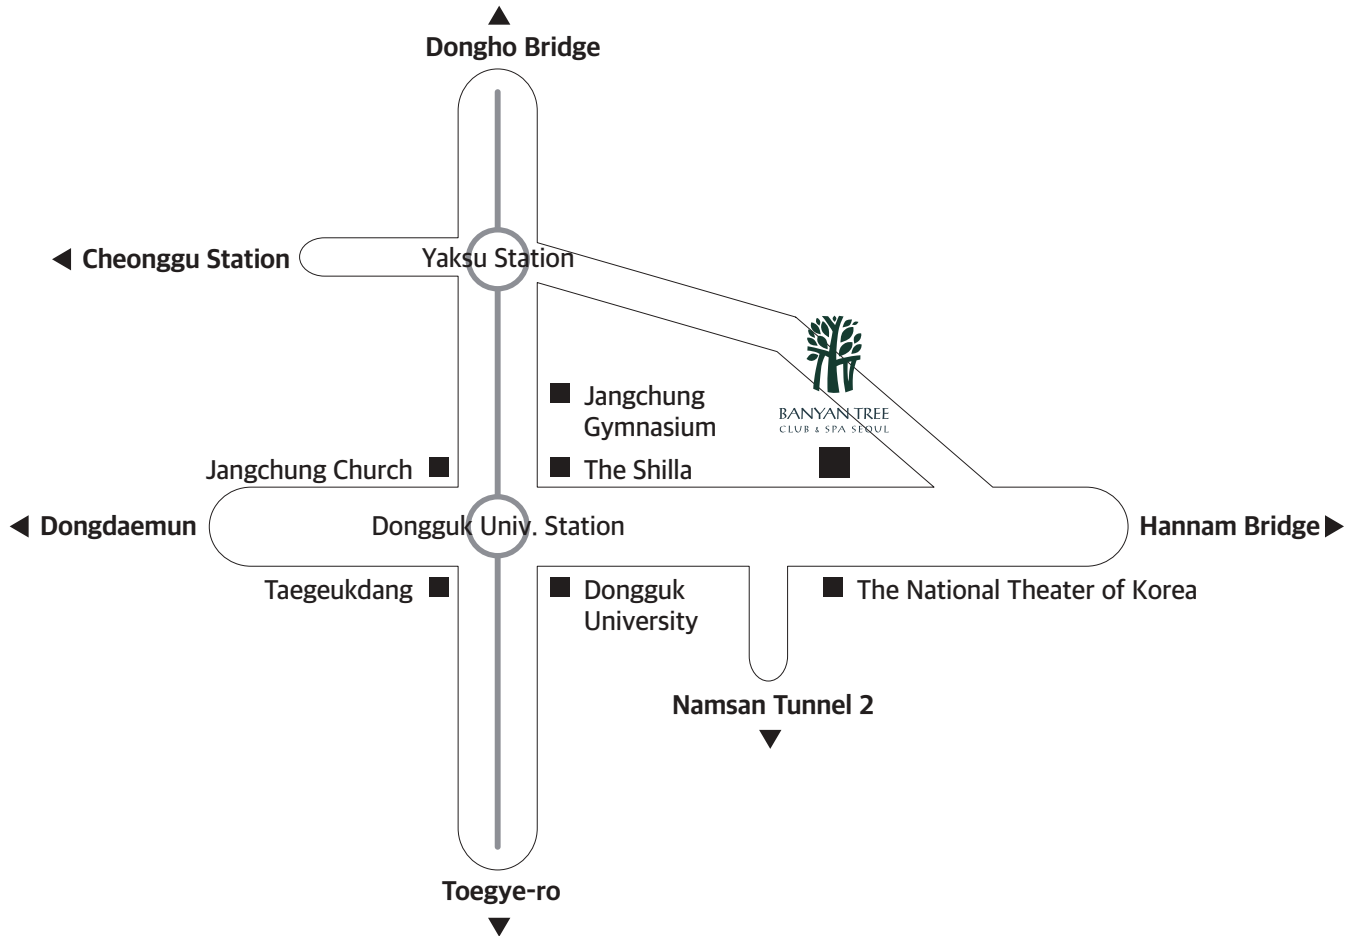 Dongho Bridge
Cheonggu Station
Yaksu Station
Jangchung
Gymnasium
BANYAN TREE
CLUB & SPA SEOUL
Jangchung Church
The Shilla
Dongdaemun
Dongguk Univ. Station
Hannam Bridge
Taegeukdang
Dongguk
University
The National Theater of Korea
Namsan Tunnel 2
Toegye-ro